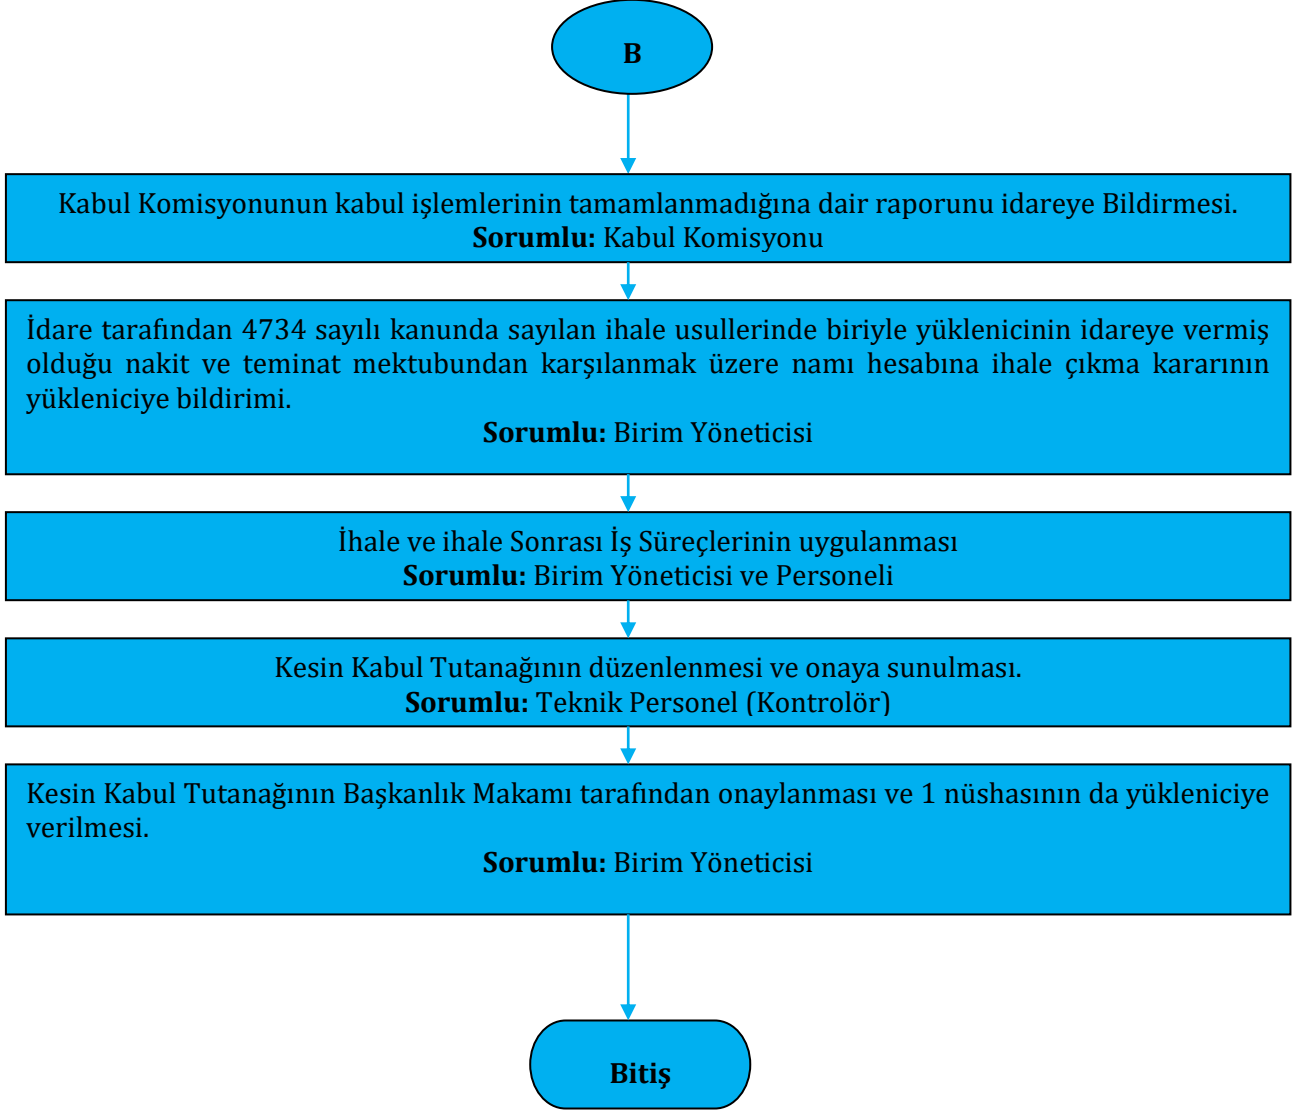 B
Kabul Komisyonunun kabul işlemlerinin tamamlanmadığına dair raporunu idareye Bildirmesi.
Sorumlu: Kabul Komisyonu
İdare tarafından 4734 sayılı kanunda sayılan ihale usullerinde biriyle yüklenicinin idareye vermiş
olduğu nakit ve teminat mektubundan karşılanmak üzere namı hesabına ihale çıkma kararının
yükleniciye bildirimi.
Sorumlu: Birim Yöneticisi
İhale ve ihale Sonrası İş Süreçlerinin uygulanması
Sorumlu: Birim Yöneticisi ve Personeli
Kesin Kabul Tutanağının düzenlenmesi ve onaya sunulması.
Sorumlu: Teknik Personel (Kontrolör)
Kesin Kabul Tutanağının Başkanlık Makamı tarafından onaylanması ve 1 nüshasının da yükleniciye
verilmesi.
Sorumlu: Birim Yöneticisi
Bitiş